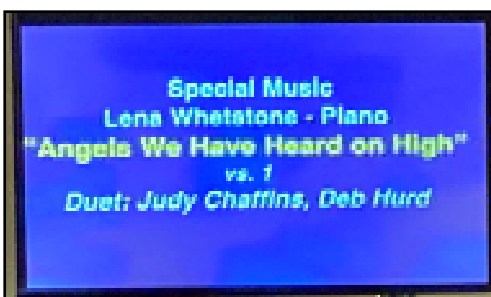 Special Music
Lena Whetstone - Piano
"Angels We Have Heard on High"
vs. 1
Duet: Judy Chaffins, Deb Hurd